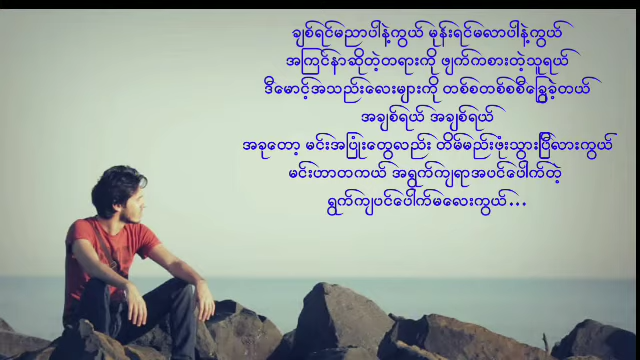 ချစ်ရင်မညာပါနဲ့ကွယ် မုန်းရင်မလာပါနဲ့ကွယ်
အကြင်နာဆိုတဲ့တရားကို ဖျက်ကစားတဲ့သူရယ်
ဒီမောင့်အသည်းလေးများကို တစ်စတစ်စစီခြွေခဲ့တယ်
အချစ်ရယ် အချစ်ရယ်
အခုတော့ မင်းအပြုံးတွေလည်း တိမ်မည်းဖုံးသွားပြီလားကွယ်
မင်းဟာတကယ် အရွက်ကျရာအပင်ပေါက်တဲ့
ရွက်ကျပင်ပေါက်မလေးကွယ်...